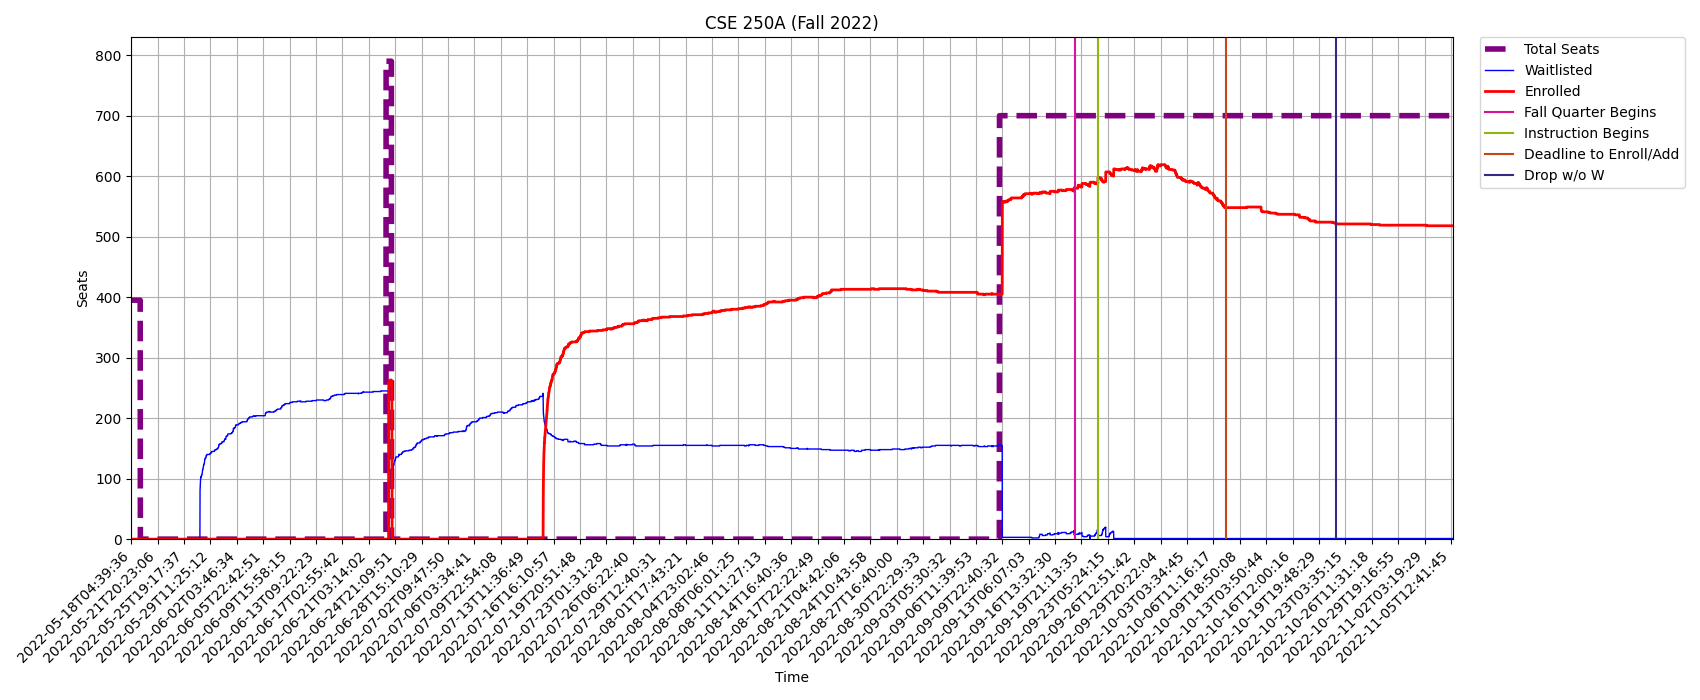 CSE 250A (Fall 2022)
800
700
600
500
400
300
200
100
0
Seats
2022-05-18T04:39:36
2022-05-21T20:23:06
2022-05-25T19:17:37
2022-05-29T11:25:12
2022-06-02T03:46:34
2022-06-05T22:42:51
2022-06-09T15:58:15
2022-06-13T09:22:23
2022-06-17T02:55:42
2022-06-21T03:14:02
2022-06-24T21:09:51
2022-06-28T15:10:29
2022-07-02T09:47:50
2022-07-06T03:34:41
2022-07-09T22:54:08
2022-07-13T11:36:49
2022-07-16T16:10:57
2022-07-19T20:51:48
2022-07-23T01:31:28
2022-07-26T06:22:40
2022-07-29T12:40:31
2022-08-01T17:43:21
2022-08-04T23:02:46
2022-08-08T06:01:25
2022-08-11T11:27:13
2022-08-14T16:40:36
2022-08-17T22:22:49
2022-08-21T04:42:06
2022-08-24T10:43:58
2022-08-27T16:40:00
2022-08-30T22:29:33
2022-09-03T05:30:32
2022-09-06T11:39:53
2022-09-09T22:40:32
2022-09-13T06:07:03
2022-09-16T13:32:30
2022-09-19T21:13:35
2022-09-23T05:24:15
2022-09-26T12:51:42
2022-09-29T20:22:04
2022-10-03T03:34:45
2022-10-06T11:16:17
2022-10-09T18:50:08
2022-10-13T03:50:44
2022-10-16T12:00:16
2022-10-19T19:48:29
2022-10-23T03:35:15
2022-10-26T11:31:18
2022-10-29T19:16:55
2022-11-02T03:19:29
2022-11-05T12:41:45
Time
Total Seats
Waitlisted
Enrolled
Fall Quarter Begins
Instruction Begins
Deadline to Enroll/Add
Drop w/o W